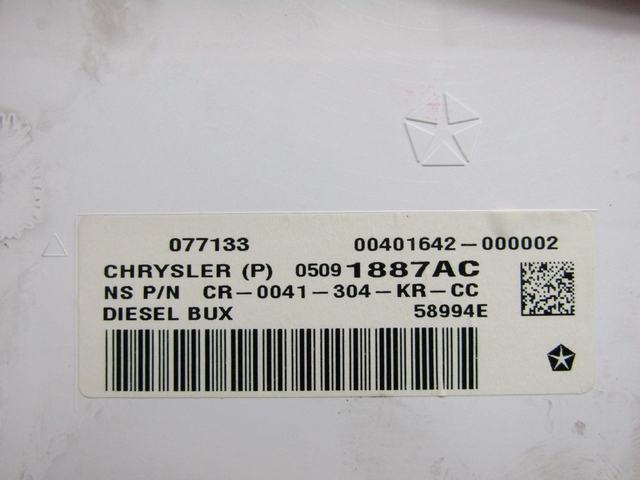 077133 00401642-000002
CHRYSLER (P) 05091887AC
NS P/N CR-0041-304-KR-CC
DIESEL BUX 58994E